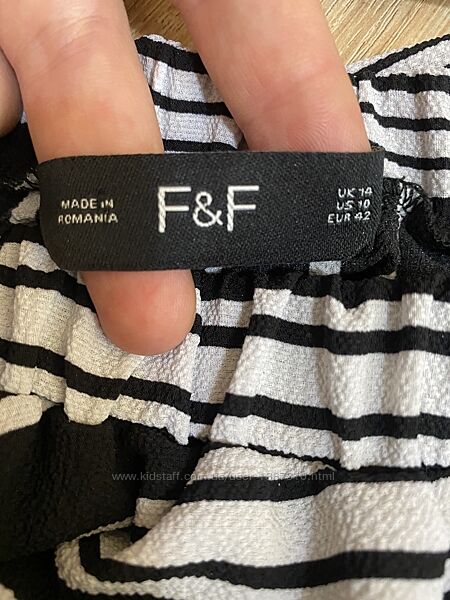 MADE IN
ROMANIA
F&F
UK 14
US 10
EUR 42